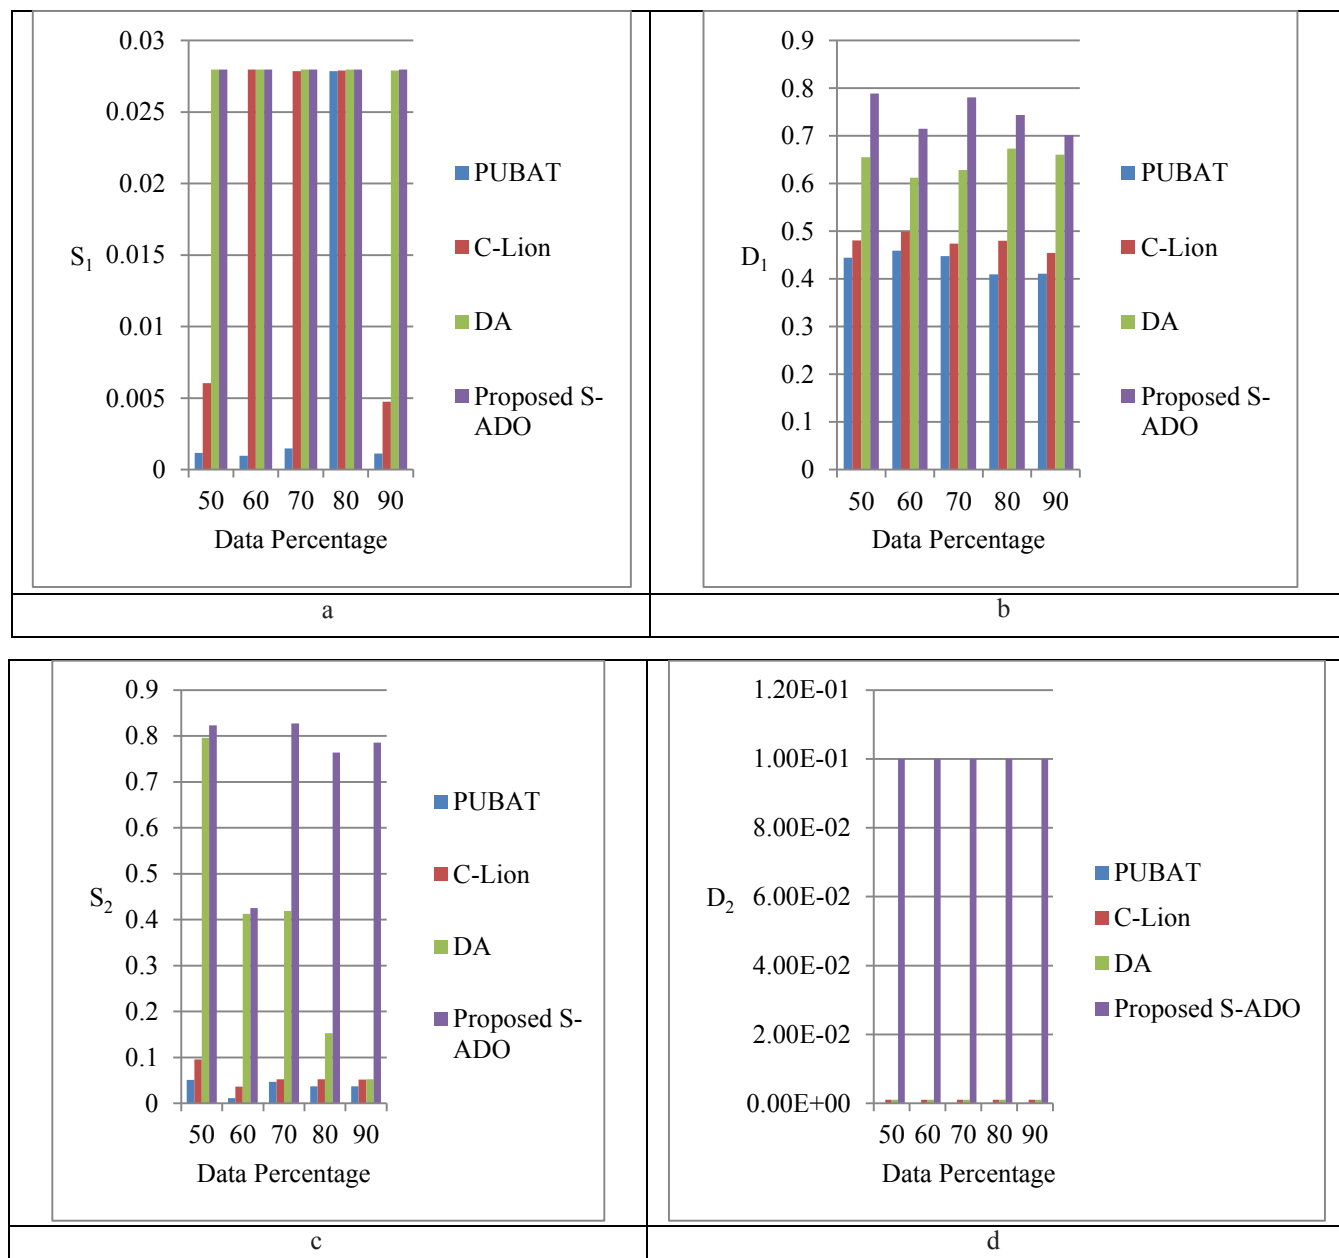 0.03
0.025
0.02
0.015
0.01
0.005
0
S1
50 60 70 80 90
Data Percentage
PUBAT
C-Lion
DA
Proposed S-
ADO
a
0.9
0.8
0.7
0.6
0.5
0.4
0.3
0.2
0.1
0
D1
50 60 70 80 90
Data Percentage
PUBAT
C-Lion
DA
Proposed S-
ADO
b
0.9
0.8
0.7
0.6
0.5
0.4
0.3
0.2
0.1
0
S2
50 60 70 80 90
Data Percentage
PUBAT
C-Lion
DA
Proposed S-
ADO
c
1.20E-01
1.00E-01
8.00E-02
6.00E-02
4.00E-02
2.00E-02
0.00E+00
D2
50 60 70 80 90
Data Percentage
PUBAT
C-Lion
DA
Proposed S-ADO
d